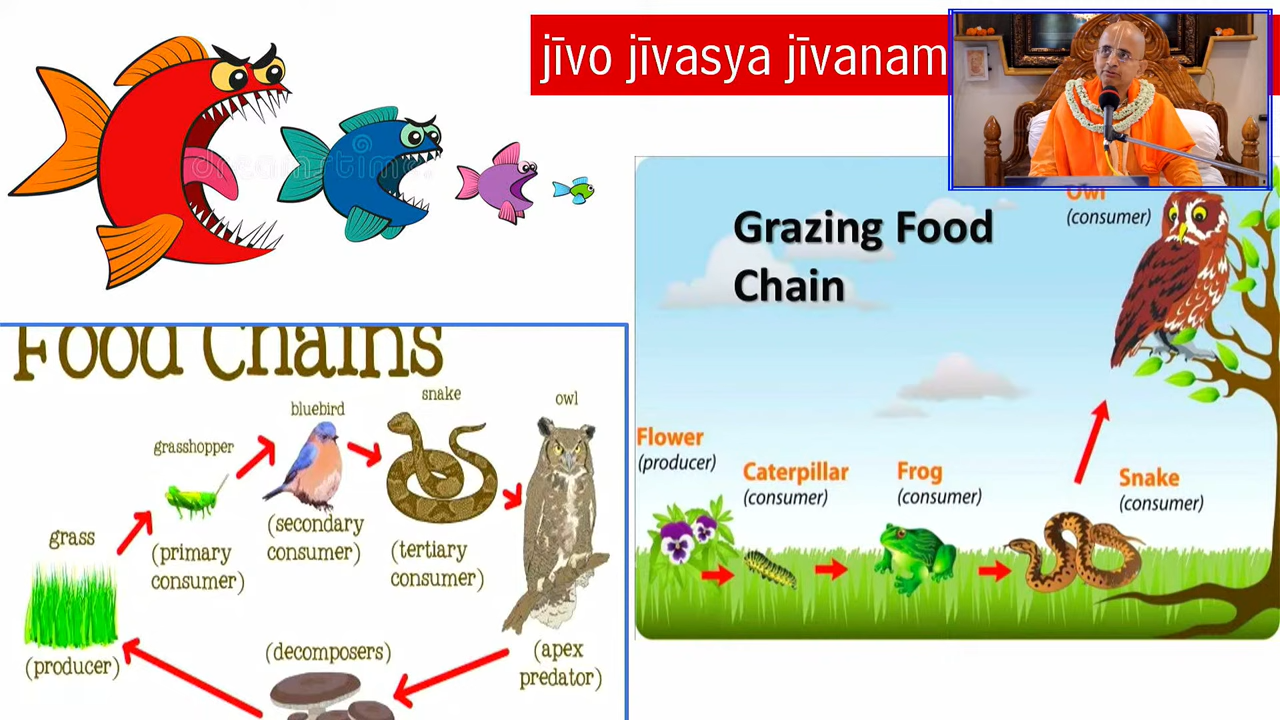 jīvo jīvasya jīvanam
dreamstime
Grazing Food
Chain
Owl
(consumer)
Flower
(producer)
Caterpillar
(consumer)
Frog
(consumer)
Snake
(consumer)
Food Chains
snake
bluebird
owl
grasshopper
(secondary
consumer)
grass
(primary
consumer)
(tertiary
consumer)
(decomposers)
(apex
predator)
(producer)